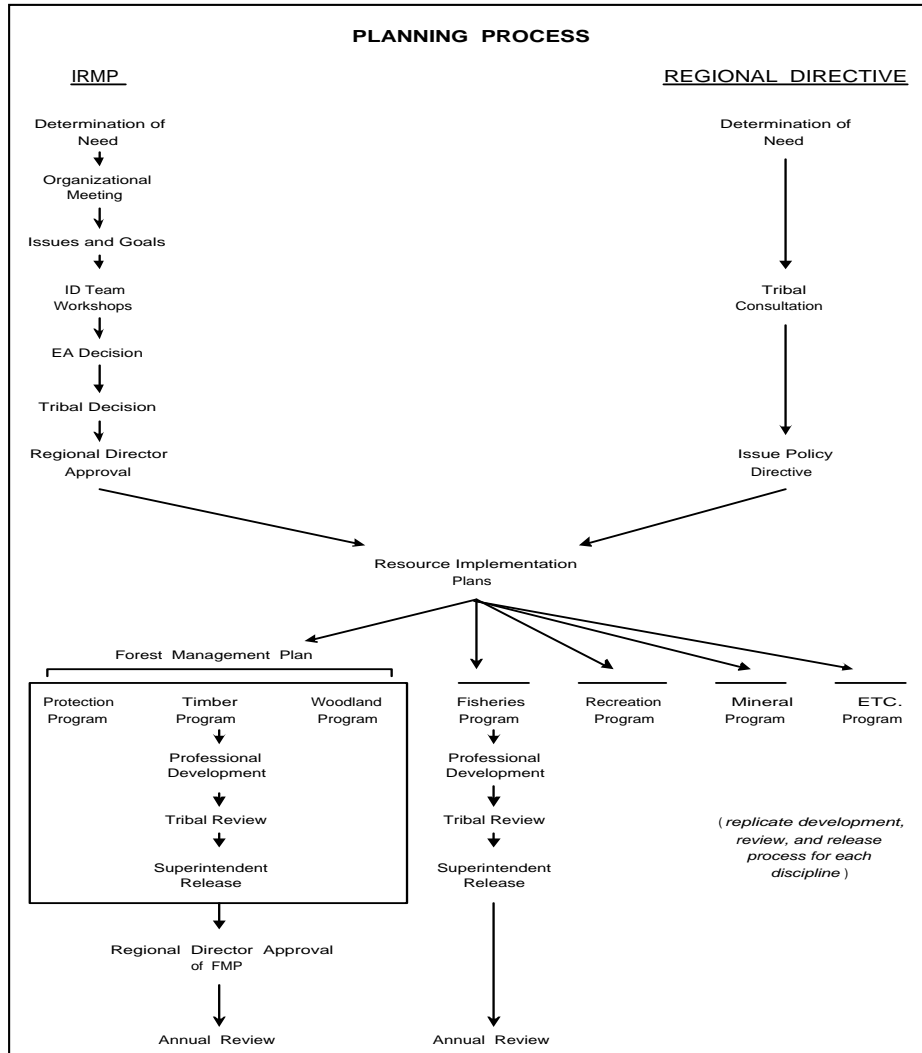 PLANNING PROCESS
IRMP
REGIONAL DIRECTIVE
Determination of
Need
Organizational
Meeting
Issues and Goals
ID Team
Workshops
EA Decision
Tribal Decision
Regional Director
Approval
Determination of
Need
Tribal
Consultation
Issue Policy
Directive
Resource Implementation
Plans
Forest Management Plan
Protection
Program
Timber
Program
Woodland
Program
Professional
Development
Tribal Review
Superintendent
Release
Regional Director Approval
of FMP
Annual Review
Fisheries
Program
Professional
Development
Tribal Review
Superintendent
Release
Annual Review
Recreation
Program
Mineral
Program
ETC.
Program
(replicate development,
review, and release
process for each
discipline)